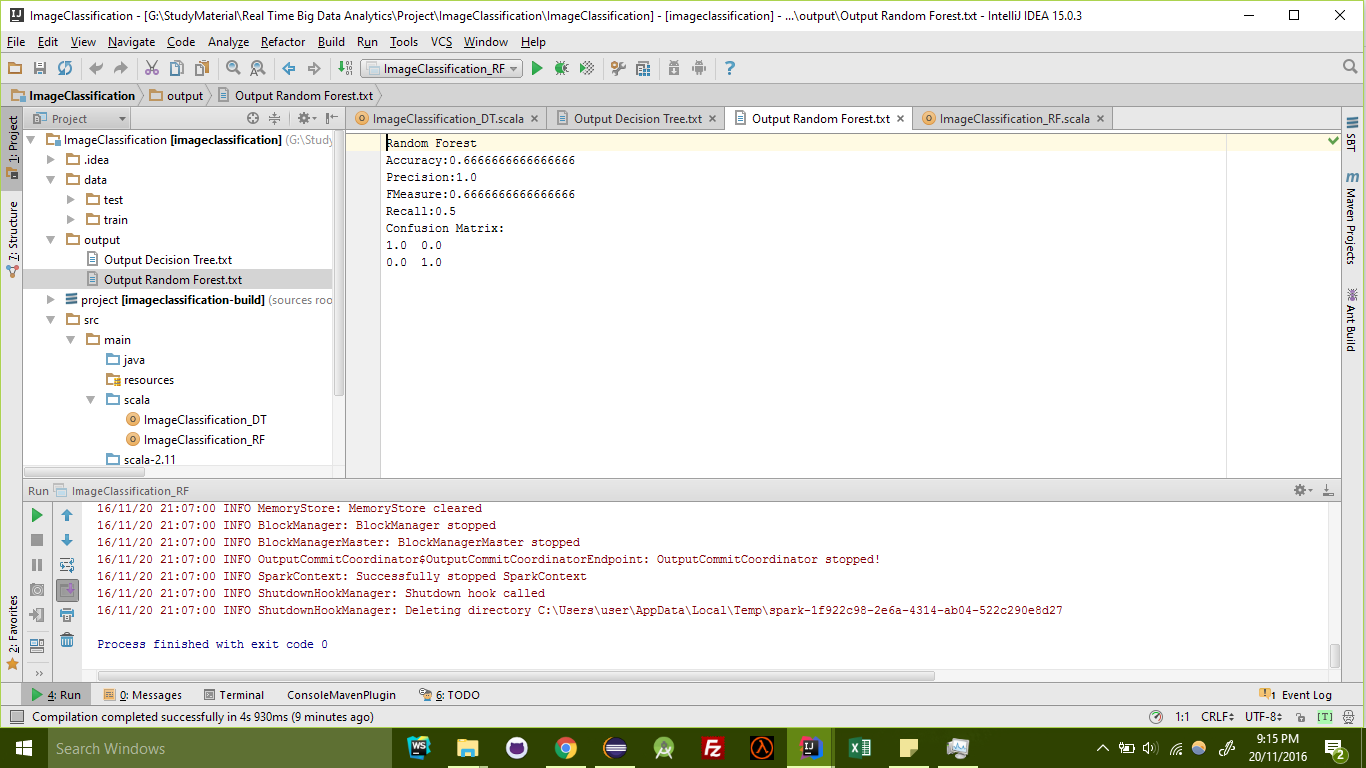 ImageClassification - [G:\StudyMaterial\Real Time Big Data Analytics\Project\ImageClassification\ImageClassification] - [imageclassification] - ...\output\Output Random Forest.txt - IntelliJ IDEA 15.0.3
File Edit View Navigate Code Analyze Refactor Build Run Tools VCS Window Help
ImageClassification_RF
ImageClassification output Output Random Forest.txt
1: Project
7: Structure
2: Favorites
Project
ImageClassification [imageclassification] (G:\Study
.idea
data
test
train
output
Output Decision Tree.txt
Output Random Forest.txt
project [imageclassification-build] (sources roo
src
main
java
resources
scala
ImageClassification_DT
ImageClassification_RF
scala-2.11
ImageClassification_DT.scala Output Decision Tree.txt Output Random Forest.txt ImageClassification_RF.scala
Random Forest
Accuracy:0.6666666666666666
Precision:1.0
FMeasure:0.6666666666666666
Recall:0.5
Confusion Matrix:
1.0 0.0
0.0 1.0
SBT
m Maven Projects
Ant Build
Run ImageClassification_RF
16/11/20 21:07:00 INFO MemoryStore: MemoryStore cleared
16/11/20 21:07:00 INFO BlockManager: BlockManager stopped
16/11/20 21:07:00 INFO BlockManagerMaster: BlockManagerMaster stopped
16/11/20 21:07:00 INFO OutputCommitCoordinator$OutputCommitCoordinatorEndpoint: OutputCommitCoordinator stopped!
16/11/20 21:07:00 INFO SparkContext: Successfully stopped SparkContext
16/11/20 21:07:00 INFO ShutdownHookManager: Shutdown hook called
16/11/20 21:07:00 INFO ShutdownHookManager: Deleting directory C:\Users\user\AppData\Local\Temp\spark-1f922c98-2e6a-4314-ab04-522c290e8d27
Process finished with exit code 0
4: Run 0: Messages Terminal ConsoleMavenPlugin 6: TODO 1 Event Log
Compilation completed successfully in 4s 930ms (9 minutes ago) 1:1 CRLF UTF-8 [T]
Search Windows
WS
Fz
IJ
9:15 PM
20/11/2016
2